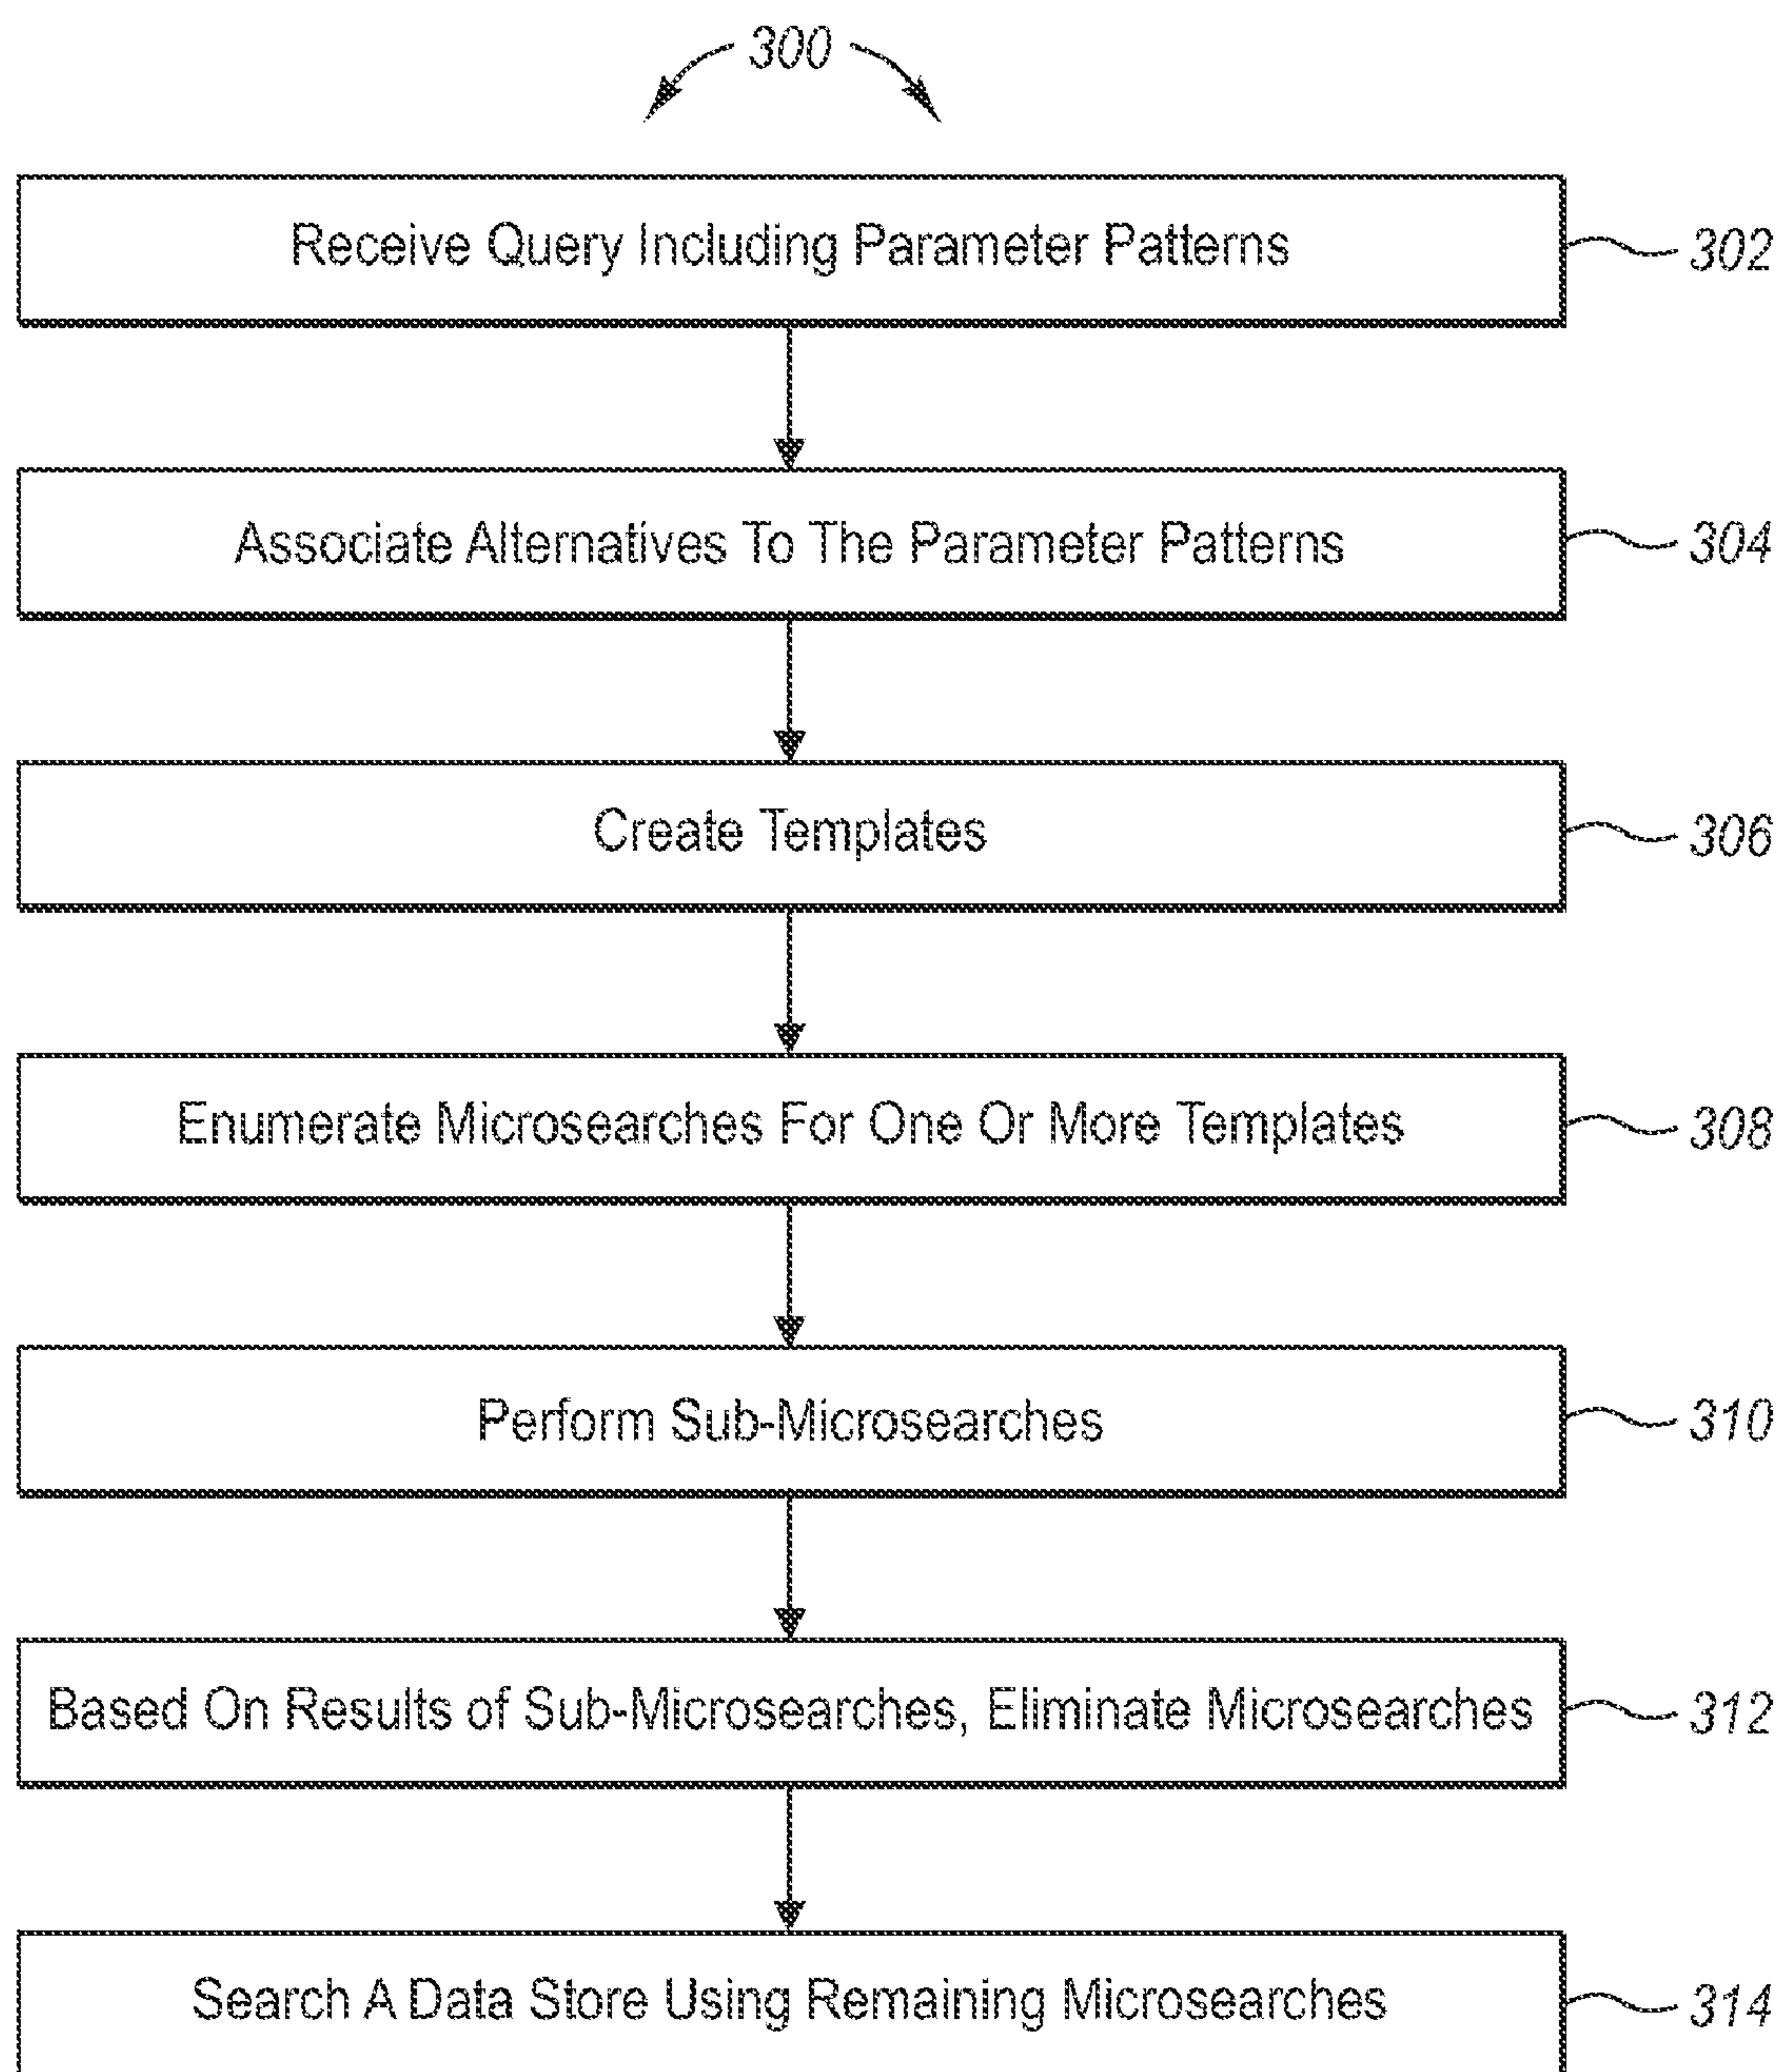 300
Receive Query Including Parameter Patterns 302
Associate Alternatives To The Parameter Patterns 304
Create Templates 306
Enumerate Microsearches For One Or More Templates 308
Perform Sub-Microsearches 310
Based On Results of Sub-Microsearches, Eliminate Microsearches 312
Search A Data Store Using Remaining Microsearches 314